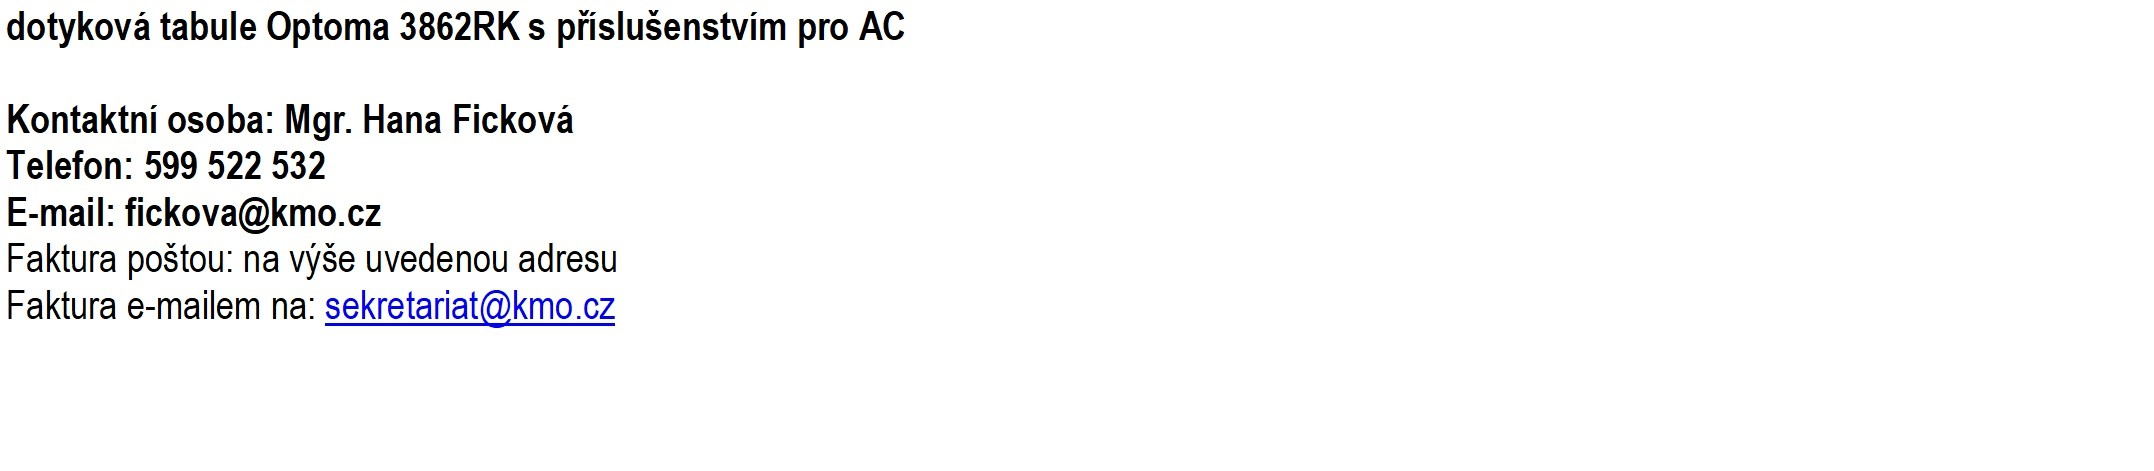 dotyková tabule Optoma 3862RK s příslušenstvím pro AC
Kontaktní osoba: Mgr. Hana Ficková
Telefon: 599 522 532
E-mail: fickova@kmo.cz
Faktura poštou: na výše uvedenou adresu
Faktura e-mailem na: sekretariat@kmo.cz